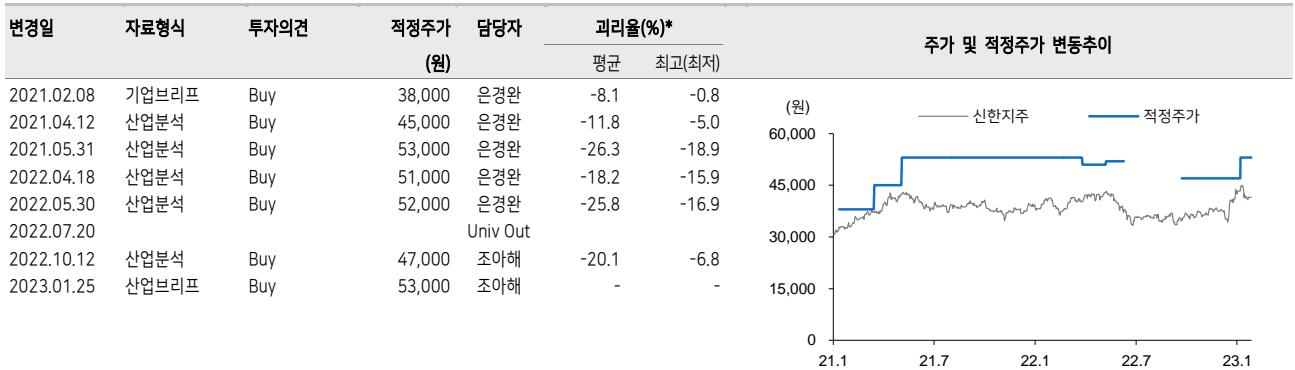 변경일 자료형식 투자의견 적정주가 담당자 괴리율(%)* 주가 및 적정주가 변동추이
(원) 평균 최고(최저)
2021.02.08 기업브리프 Buy 38,000 은경완 -8.1 -0.8
2021.04.12 산업분석 Buy 45,000 은경완 -11.8 -5.0
2021.05.31 산업분석 Buy 53,000 은경완 -26.3 -18.9
2022.04.18 산업분석 Buy 51,000 은경완 -18.2 -15.9
2022.05.30 산업분석 Buy 52,000 은경완 -25.8 -16.9
2022.07.20 Univ Out
2022.10.12 산업분석 Buy 47,000 조아해 -20.1 -6.8
2023.01.25 산업브리프 Buy 53,000 조아해 - -
(원) 신한지주 적정주가
60,000
45,000
30,000
15,000
0
21.1 21.7 22.1 22.7 23.1